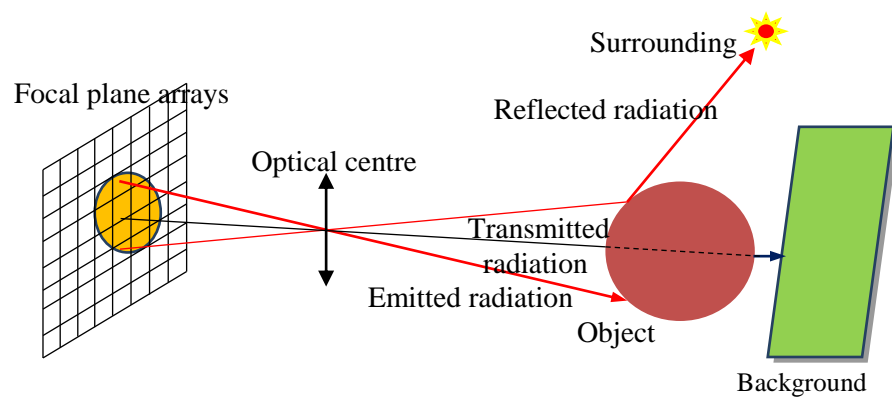 Surrounding
Focal plane arrays
Reflected radiation
Optical centre
Transmitted
radiation
Emitted radiation
Object
Background